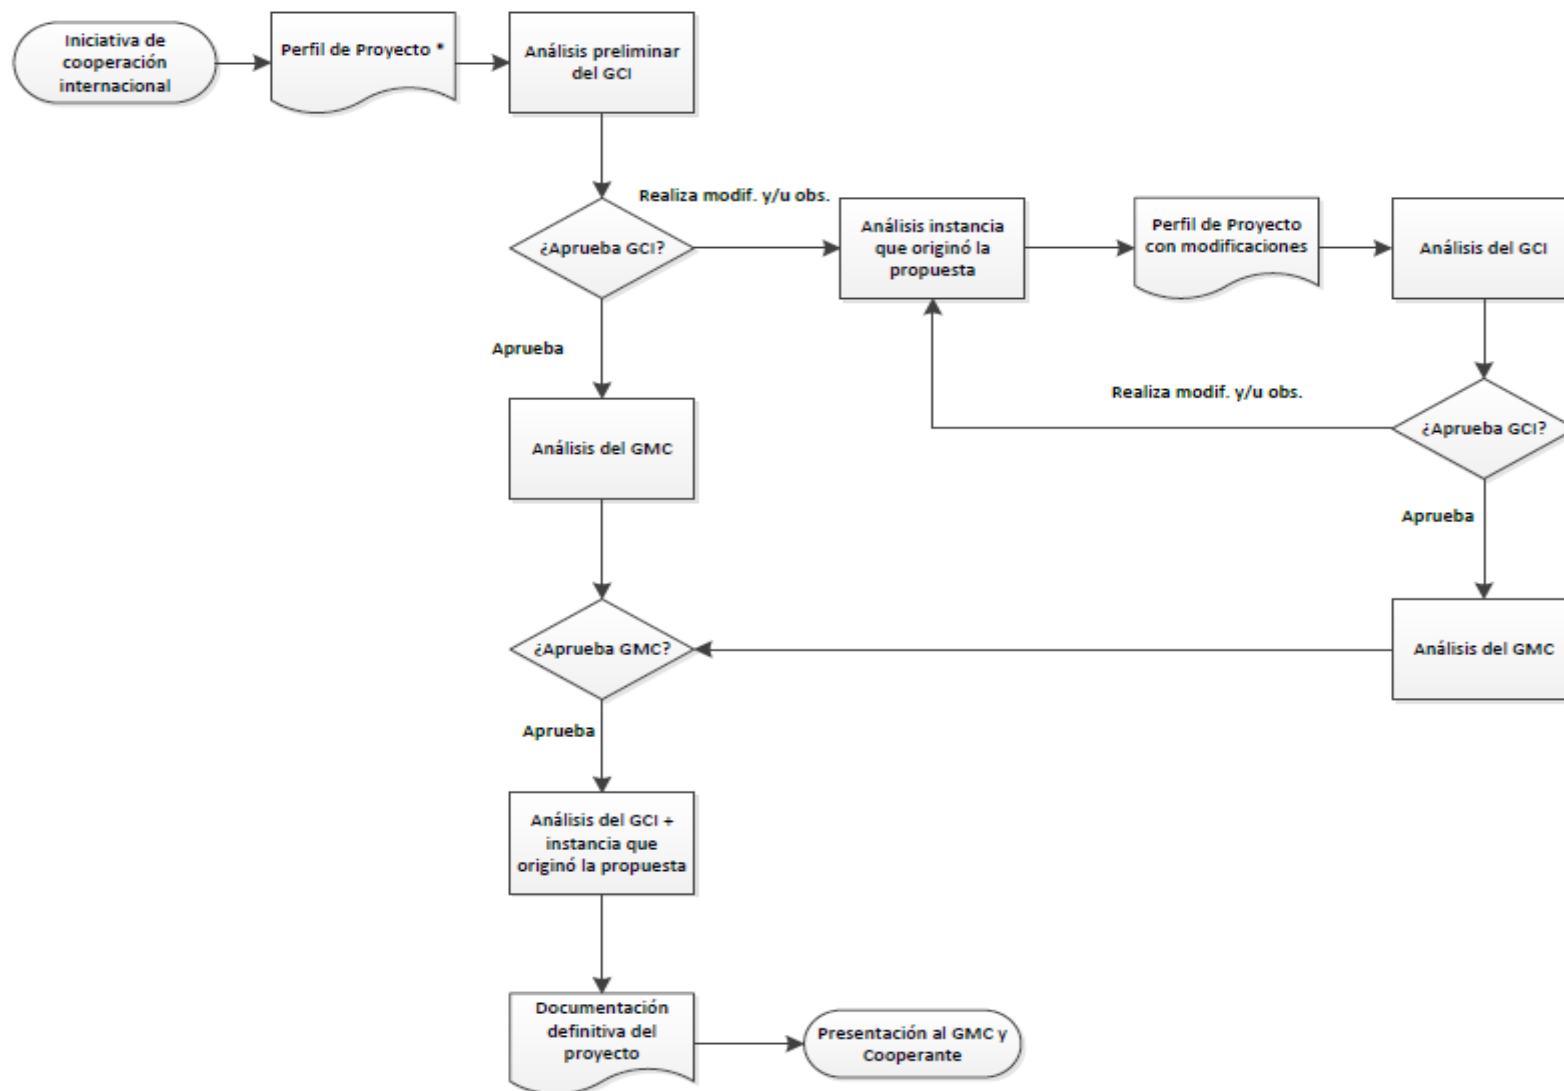 Iniciativa de
cooperación
internacional
Perfil de Proyecto *
Análisis preliminar
del GCI
¿Aprueba GCI?
Realiza modif. y/u obs.
Análisis instancia
que originó la
propuesta
Perfil de Proyecto
con modificaciones
Análisis del GCI
Aprueba
Realiza modif. y/u obs.
¿Aprueba GCI?
Análisis del GMC
Aprueba
¿Aprueba GMC?
Análisis del GMC
Aprueba
Análisis del GCI +
instancia que
originó la propuesta
Documentación
definitiva del
proyecto
Presentación al GMC y
Cooperante